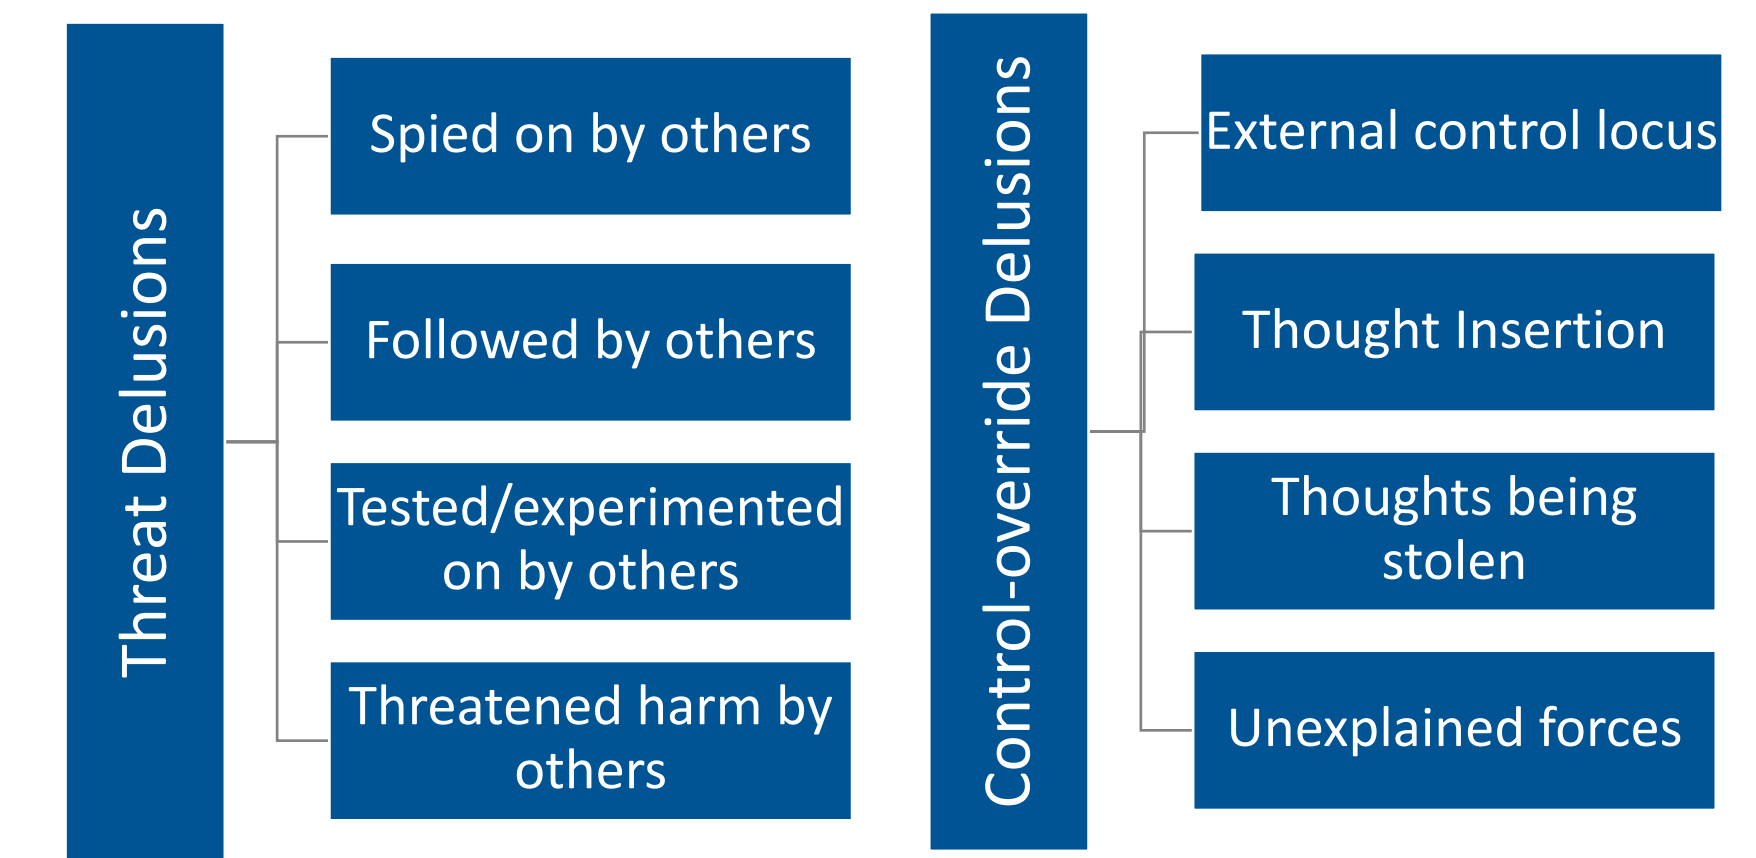 Threat Delusions
Spied on by others
Followed by others
Tested/experimented
on by others
Threatened harm by
others
Control-override Delusions
External control locus
Thought Insertion
Thoughts being
stolen
Unexplained forces